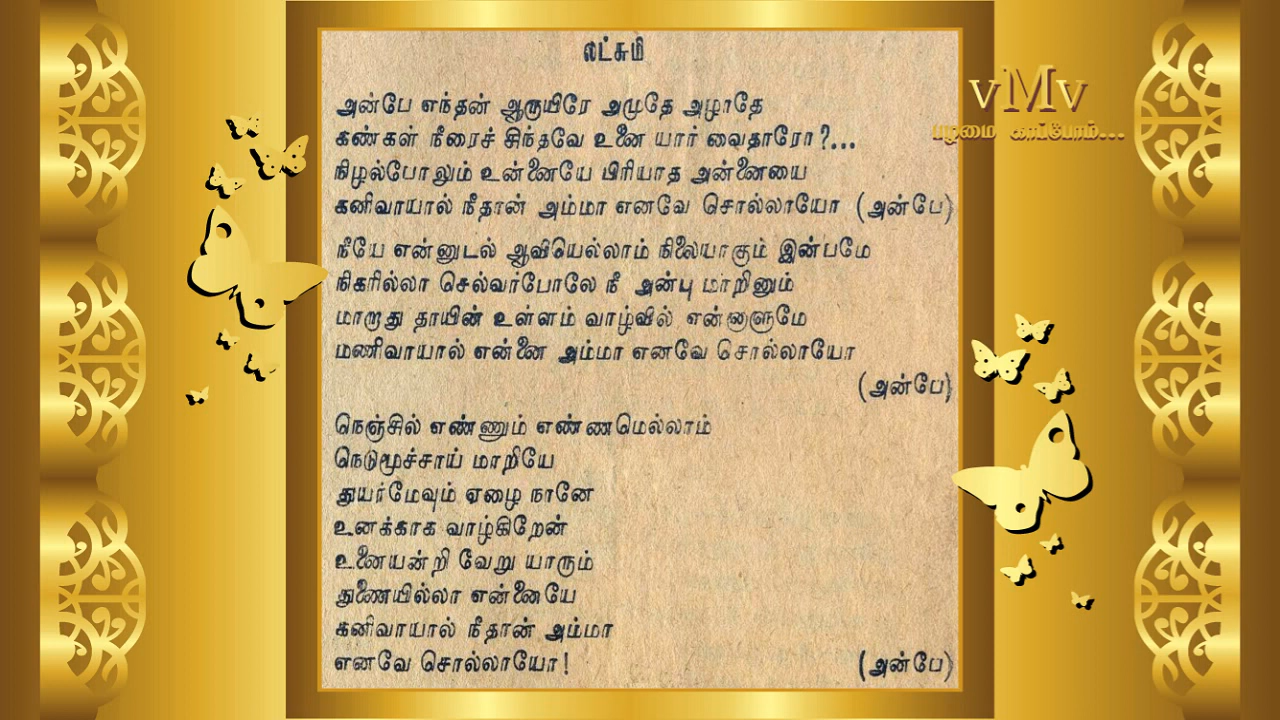 லட்சுமி
vMv
பழமை காப்போம்...
அன்பே எந்தன் ஆருயிரே அமுதே அழாதே
கண்கள் நீரைச் சிந்தவே உனை யார் வைதாரோ?...
நிழல்போலும் உன்னையே பிரியாத அன்னையை
கனிவாயால் நீதான் அம்மா எனவே சொல்லாயோ (அன்பே)
நீயே என்னுடல் ஆவியெல்லாம் நிலையாகும் இன்பமே
நிகரில்லா செல்வர்போலே நீ அன்பு மாறினும்
மாறாது தாயின் உள்ளம் வாழ்வில் என்னாளுமே
மணிவாயால் என்னை அம்மா எனவே சொல்லாயோ
(அன்பே)
நெஞ்சில் எண்ணும் எண்ணமெல்லாம்
நெடுமூச்சாய் மாறியே
துயர்மேவும் ஏழை நானே
உனக்காக வாழ்கிறேன்
உனையன்றி வேறு யாரும்
துணையில்லா என்னையே
கனிவாயால் நீதான் அம்மா
எனவே சொல்லாயோ! (அன்பே)